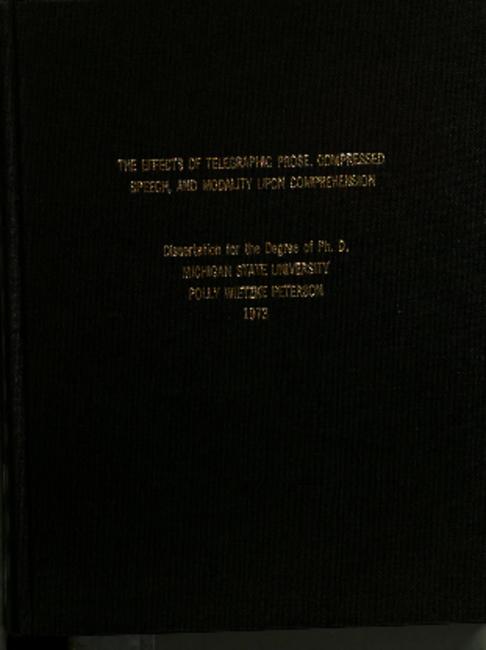 THE EFFECTS OF TELEGRAPHIC PROSE, COMPRESSED
SPEECH, AND MODALITY UPON COMPREHENSION
Dissertation for the Degree of Ph. D.
MICHIGAN STATE UNIVERSITY
POLLY WIETZKE PETERSON
1973